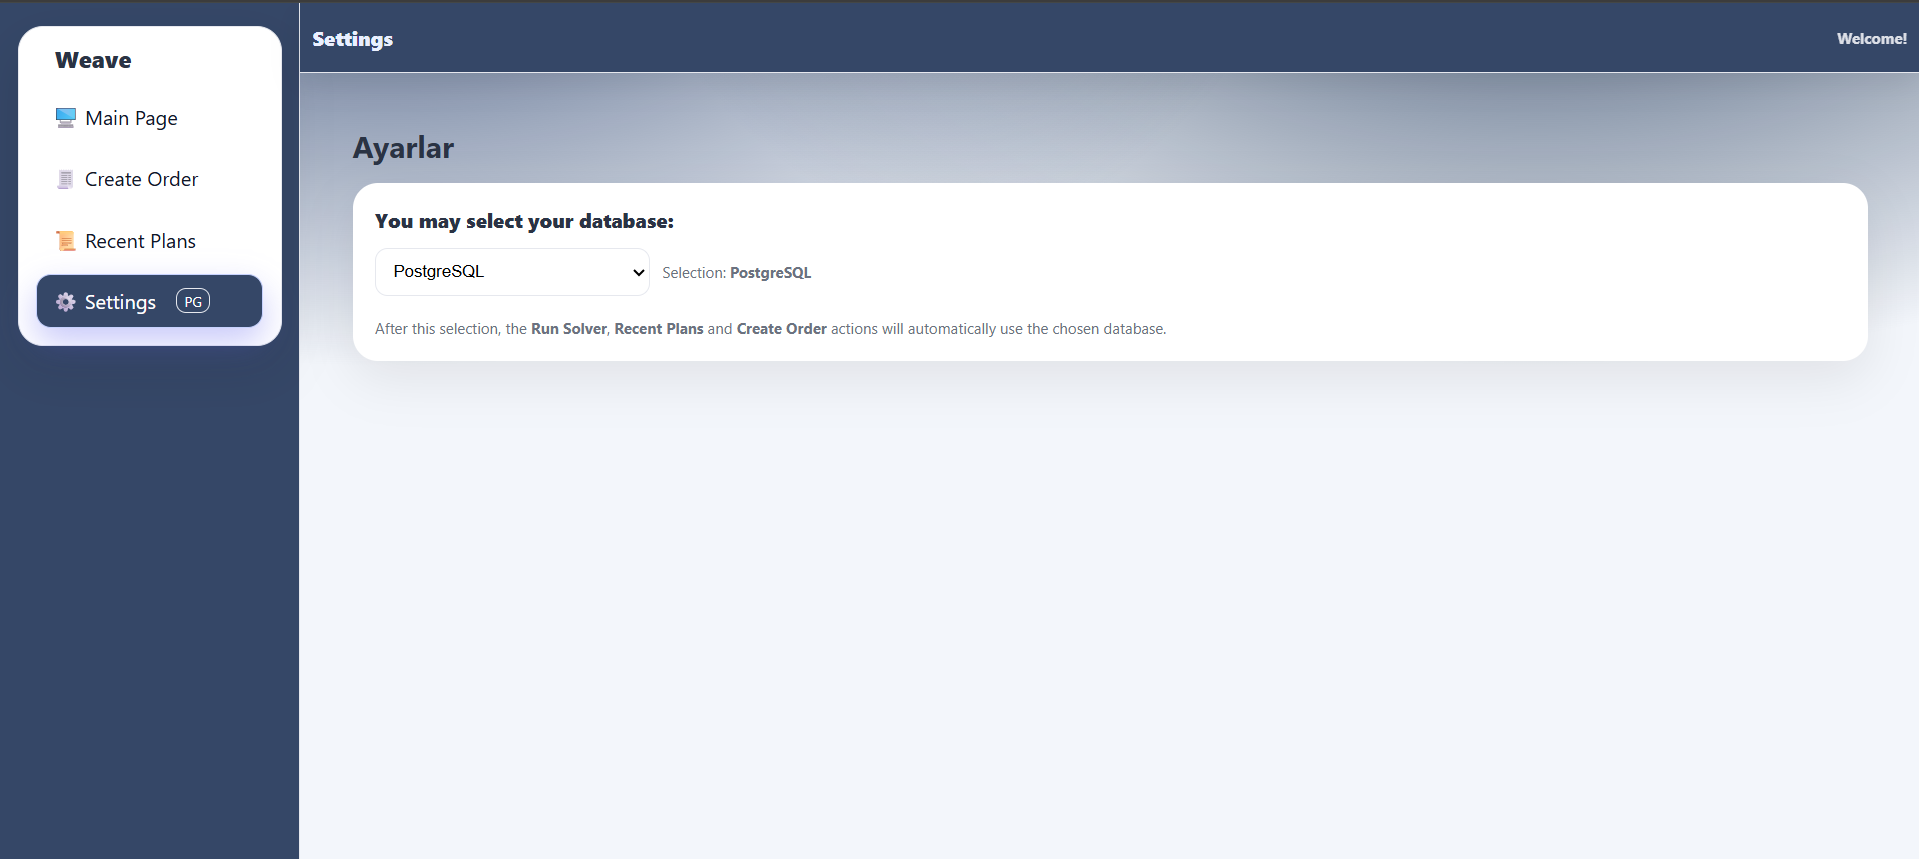 Weave
Main Page
Create Order
Recent Plans
Settings PG
Settings
Welcome!
Ayarlar
You may select your database:
PostgreSQL
Selection: PostgreSQL
After this selection, the Run Solver, Recent Plans and Create Order actions will automatically use the chosen database.